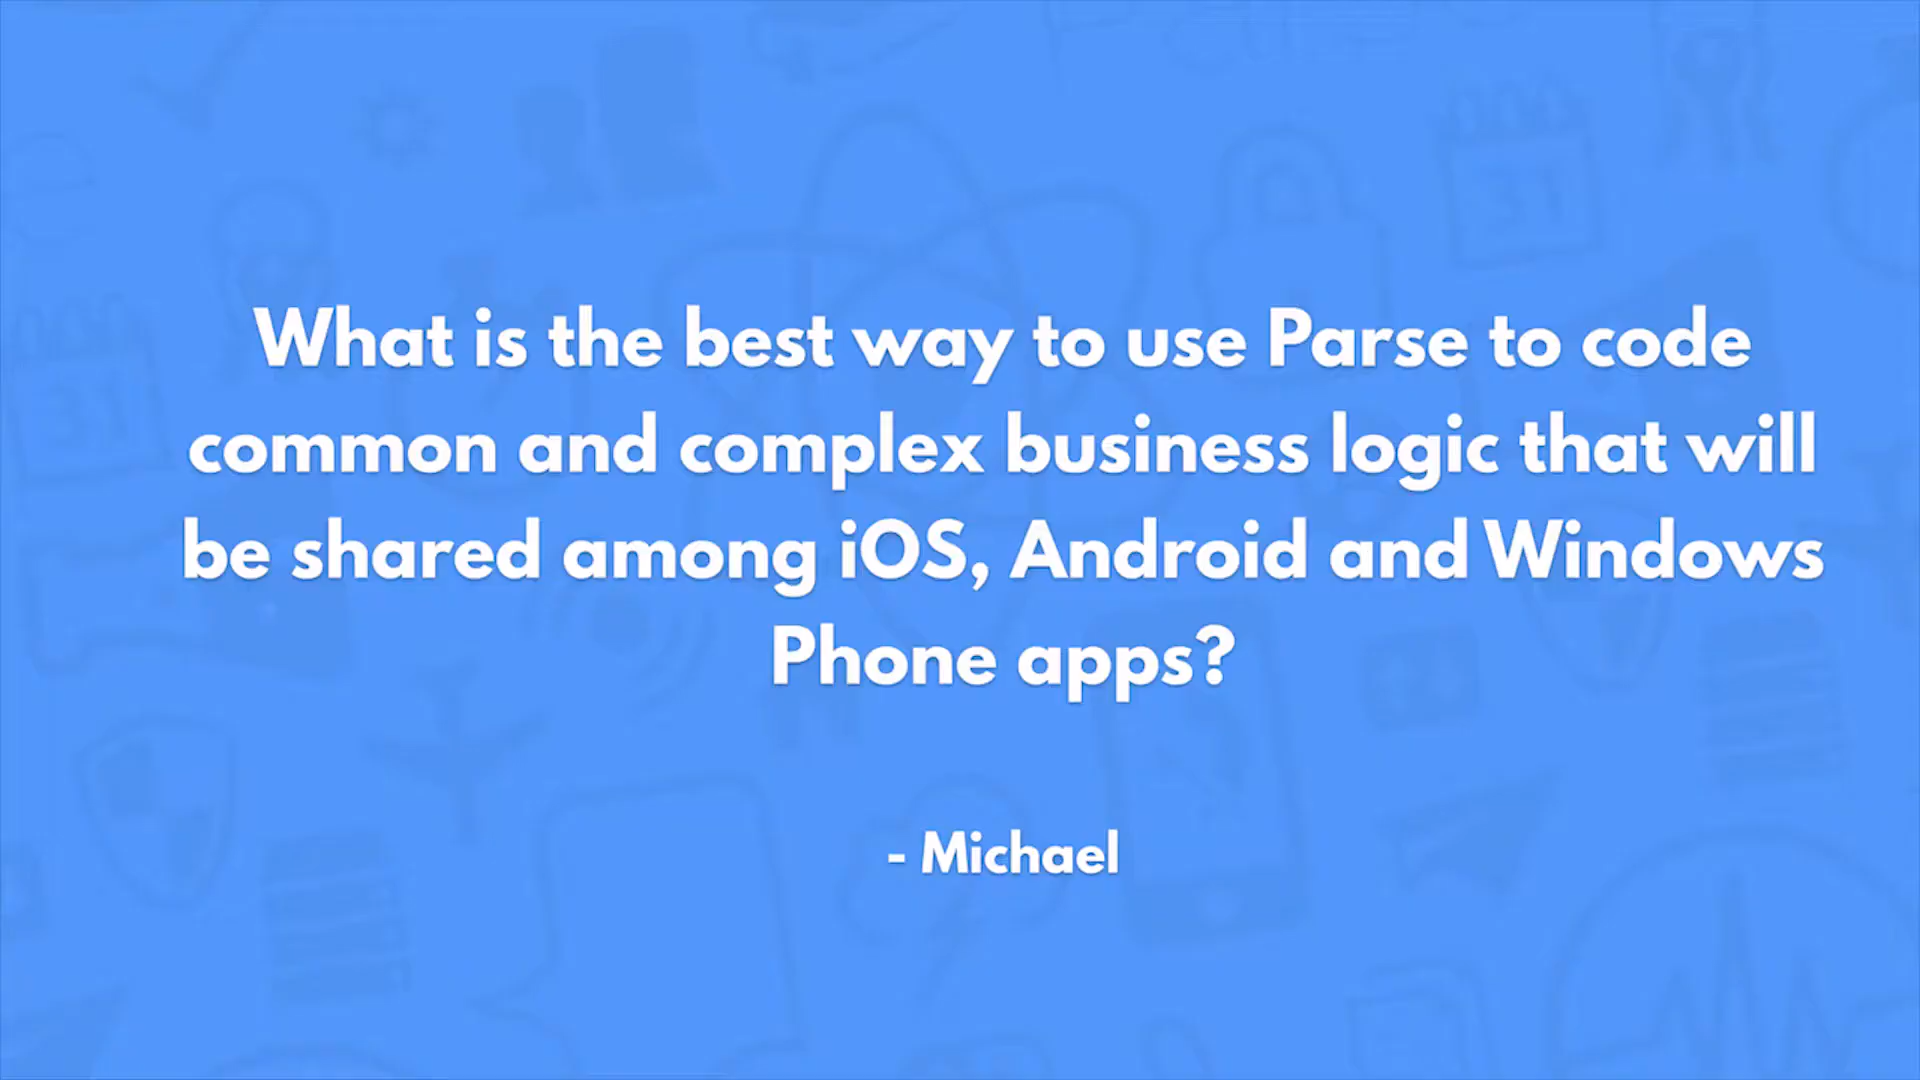 What is the best way to use Parse to code
common and complex business logic that will
be shared among iOS, Android and Windows
Phone apps?
- Michael